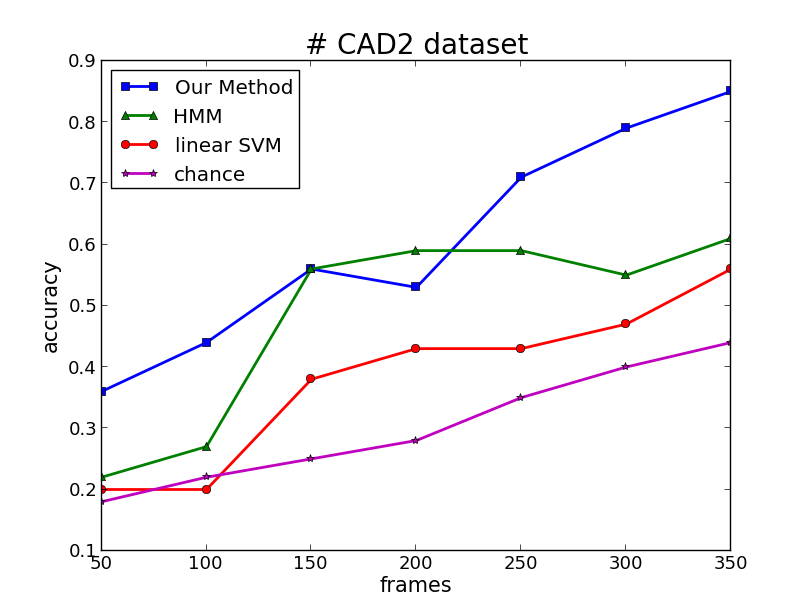 # CAD2 dataset
Our Method
HMM
linear SVM
chance
accuracy
0.9
0.8
0.7
0.6
0.5
0.4
0.3
0.2
0.1
50 100 150 200 250 300 350
frames